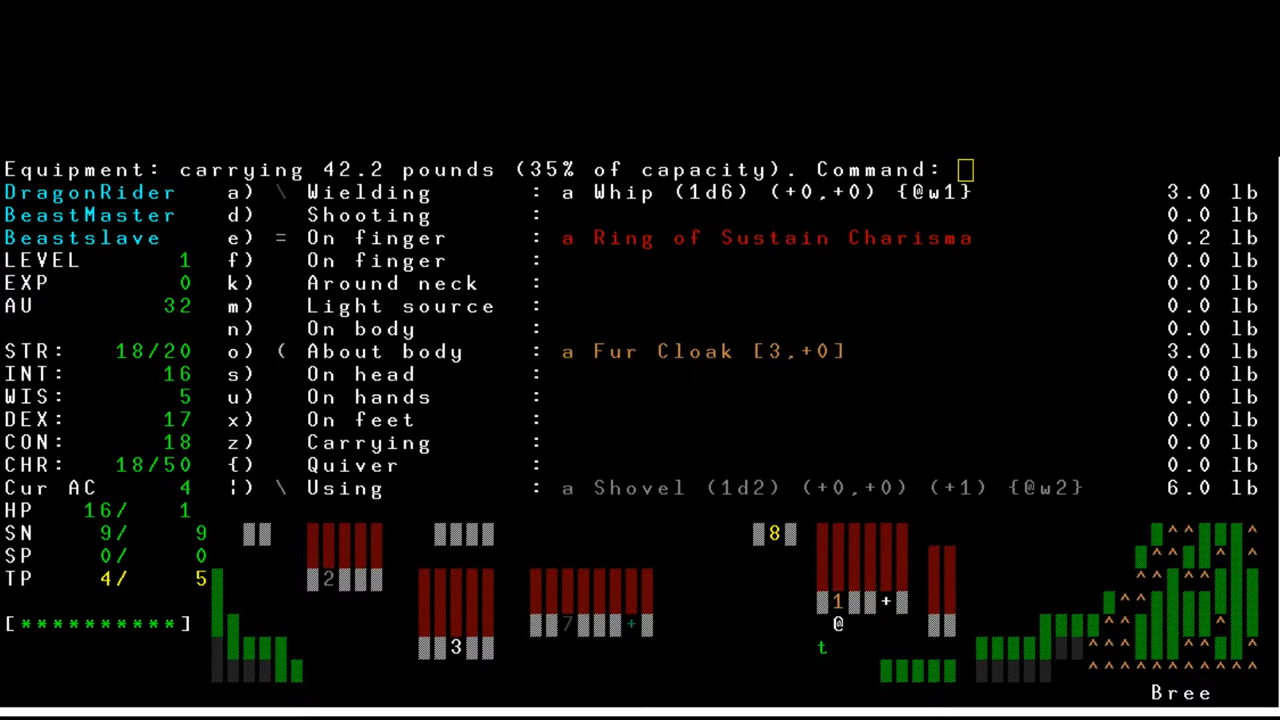 Equipment: carrying 42.2 pounds (35% of capacity). Command:
DragonRider a) \ Wielding : a Whip (1d6) (+0,+0) {@w1} 3.0 lb
BeastMaster d) Shooting : 0.0 lb
Beastslave e) = On finger : a Ring of Sustain Charisma 0.2 lb
LEVEL 1 f) On finger : 0.0 lb
EXP 0 k) Around neck : 0.0 lb
AU 32 m) Light source : 0.0 lb
n) On body : 0.0 lb
STR: 18/20 o) ( About body : a Fur Cloak [3,+0] 3.0 lb
INT: 16 s) On head : 0.0 lb
WIS: 5 u) On hands : 0.0 lb
DEX: 17 x) On feet : 0.0 lb
CON: 18 z) Carrying : 0.0 lb
CHR: 18/50 {) Quiver : 0.0 lb
Cur AC 4 ¦) \ Using : a Shovel (1d2) (+0,+0) (+1) {@w2} 6.0 lb
HP 16/ 1
SN 9/ 9 8 ^^ ^
SP 0/ 0 ^^ ^
TP 4/ 5 2 ^^ ^ ^
1 + ^^ ^ ^
[**********] 7 + @ ^^ ^ ^
3 t ^^ ^ ^
^^^^^^^^^^^
Bree